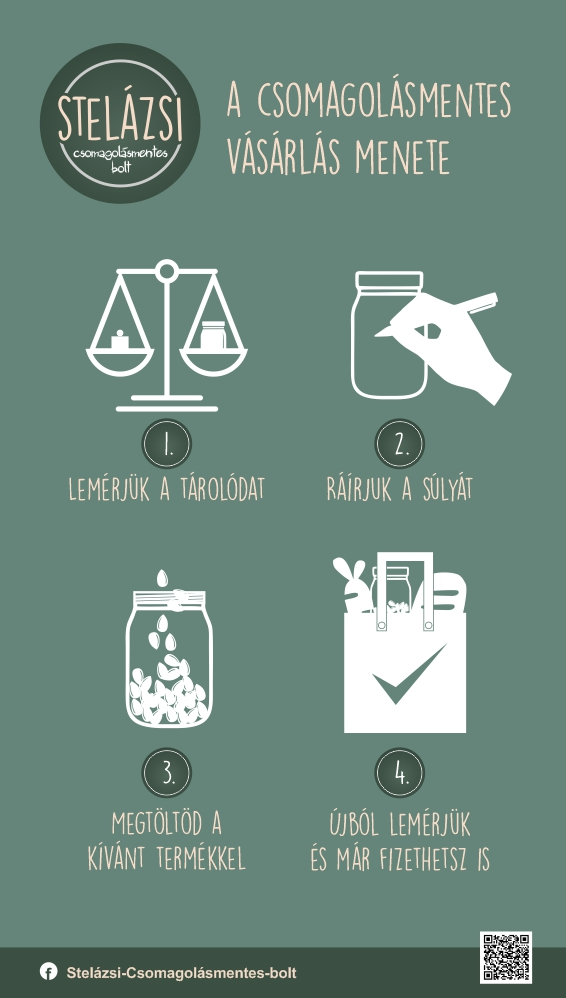 STELÁZSI
csomagolásmentes
bolt
A CSOMAGOLÁSMENTES
VÁSÁRLÁS MENETE
1.
LEMÉRJÜK A TÁROLÓDAT
2.
RÁÍRJUK A SÚLYÁT
3.
MEGTÖLTÖD A
KÍVÁNT TERMÉKKEL
4.
ÚJBÓL LEMÉRJÜK
ÉS MÁR FIZETHETSZ IS
f Stelázsi-Csomagolásmentes-bolt